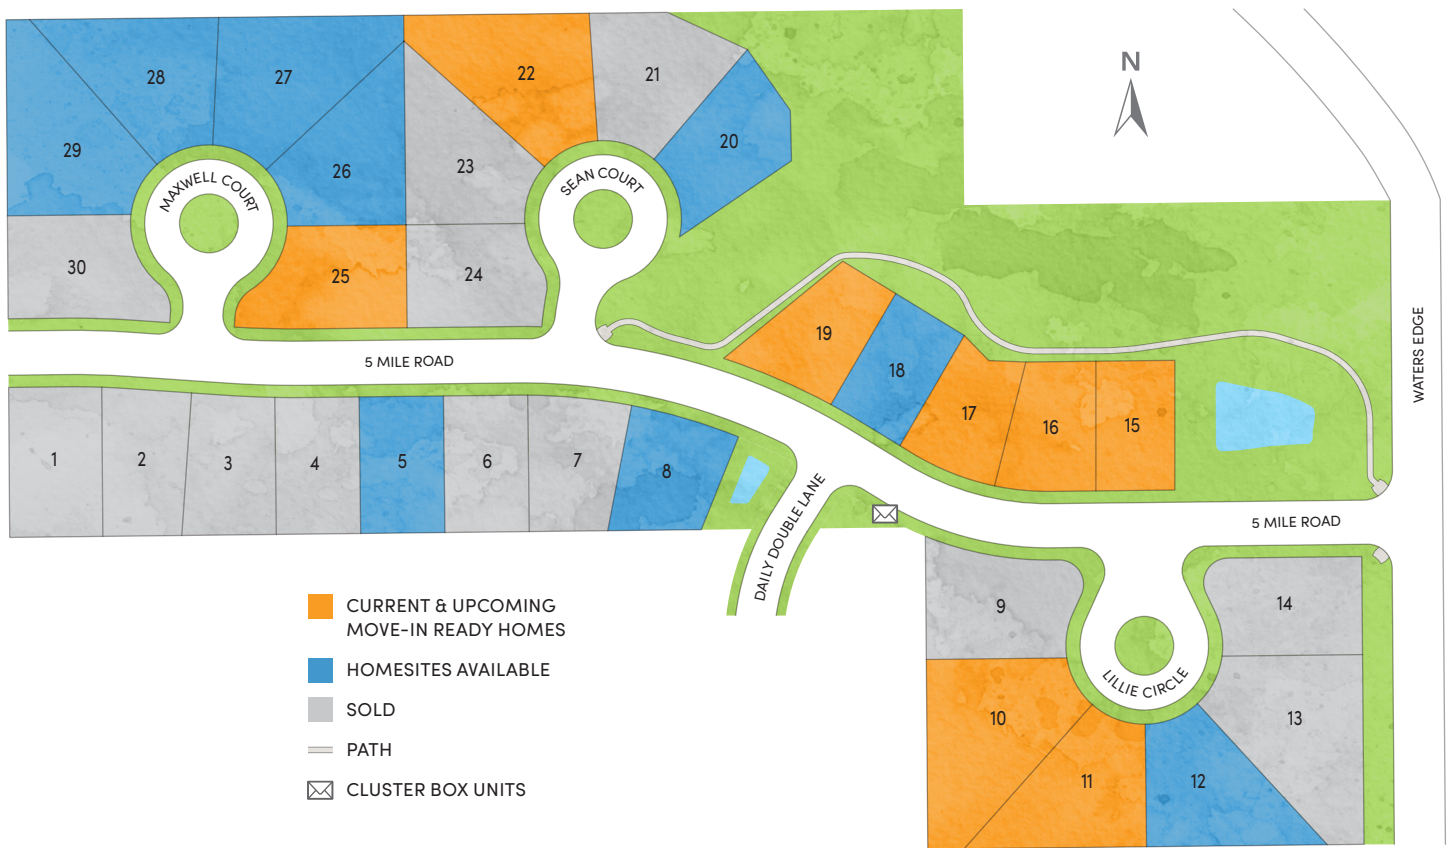 N
28
27
22
21
20
29
26
23
MAXWELL COURT
SEAN COURT
30
25
24
19
18
17
16
15
5 MILE ROAD
WATERS EDGE
1
2
3
4
5
6
7
8
DAILY DOUBLE LANE
5 MILE ROAD
9
14
LILLIE CIRCLE
10
13
11
12
CURRENT & UPCOMING
MOVE-IN READY HOMES
HOMESITES AVAILABLE
SOLD
PATH
CLUSTER BOX UNITS